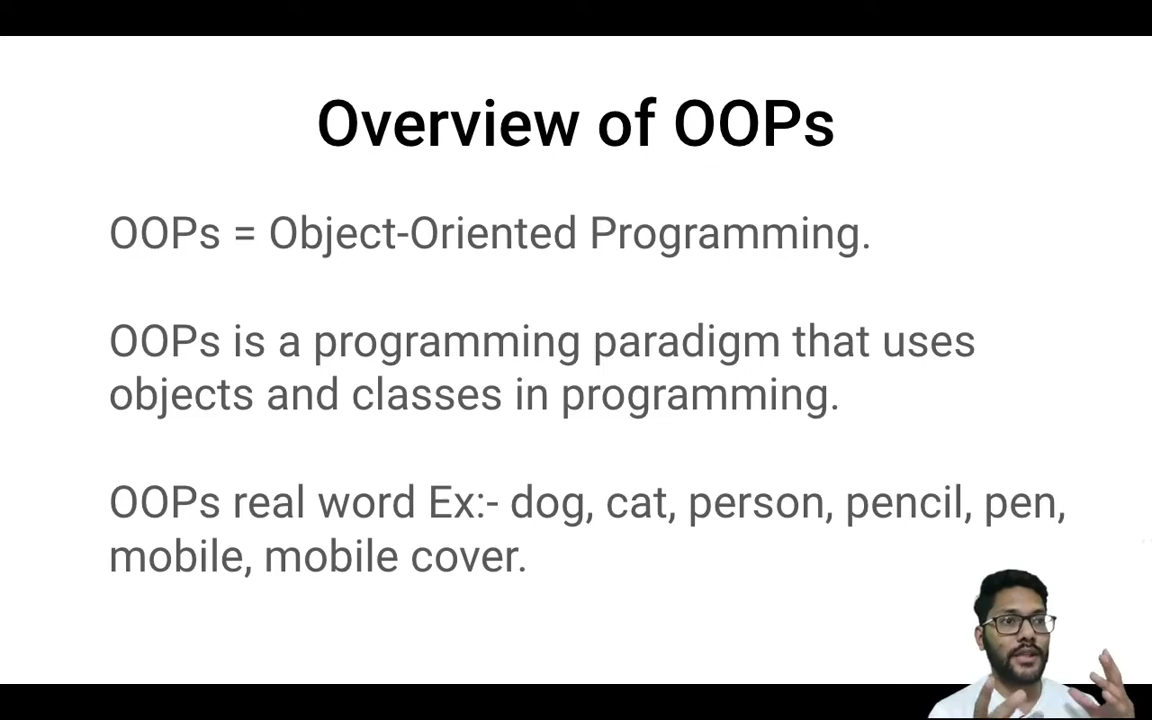 Overview of OOPs
OOPs = Object-Oriented Programming.
OOPs is a programming paradigm that uses
objects and classes in programming.
OOPs real word Ex:- dog, cat, person, pencil, pen,
mobile, mobile cover.